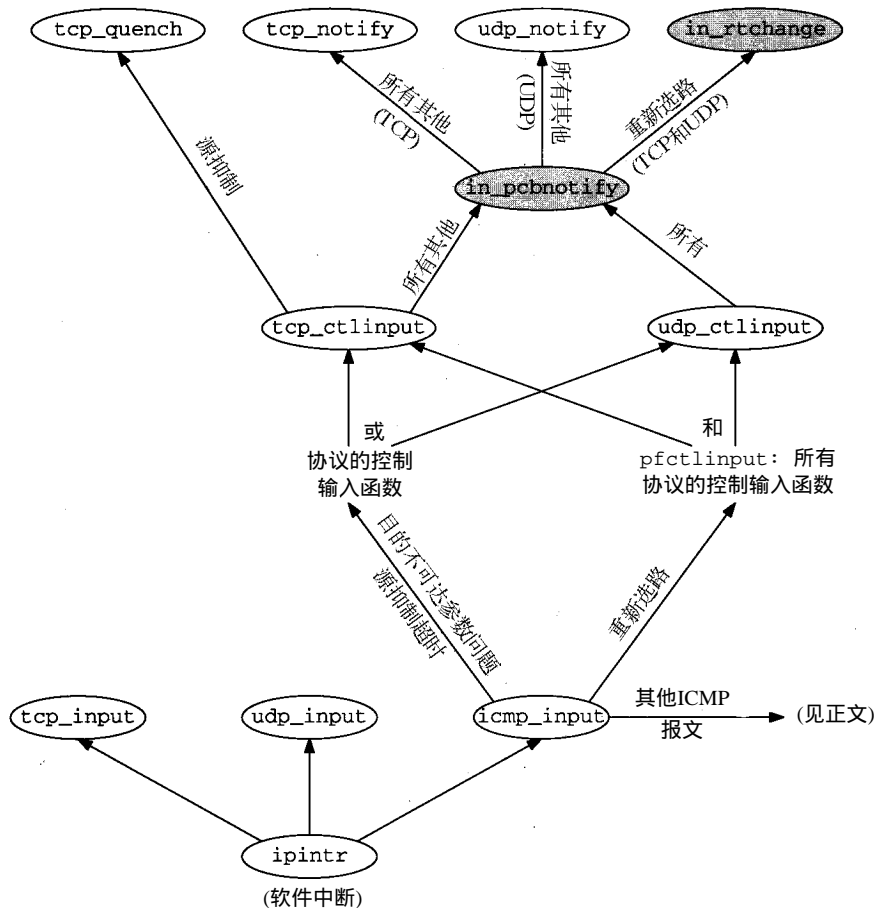 tcp_quench
tcp_notify
udp_notify
in_rtchange
所有其他
(TCP)
所有其他
(UDP)
重新选路
(TCP和UDP)
源抑制
in_pcbnotify
所有其他
所有
tcp_ctlinput
udp_ctlinput
或
协议的控制
输入函数
和
pfctlinput: 所有
协议的控制输入函数
目的不可达参数问题
源抑制超时
重新选路
tcp_input
udp_input
icmp_input
其他ICMP
报文
(见正文)
ipintr
(软件中断)